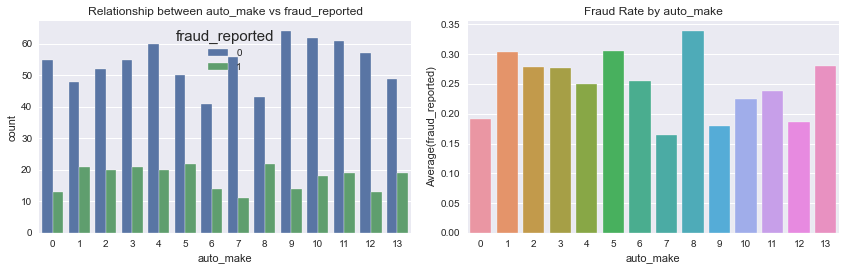 Relationship between auto_make vs fraud_reported
fraud_reported
0
1
60
50
40
30
20
10
0
count
0 1 2 3 4 5 6 7 8 9 10 11 12 13
auto_make
Fraud Rate by auto_make
0.35
0.30
0.25
0.20
0.15
0.10
0.05
0.00
Average(fraud_reported)
0 1 2 3 4 5 6 7 8 9 10 11 12 13
auto_make